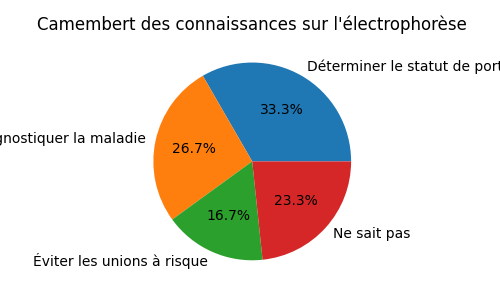 Camembert des connaissances sur l'électrophorèse
Déterminer le statut de port
33.3%
gnostiquer la maladie
26.7%
16.7%
23.3%
Ne sait pas
Éviter les unions à risque